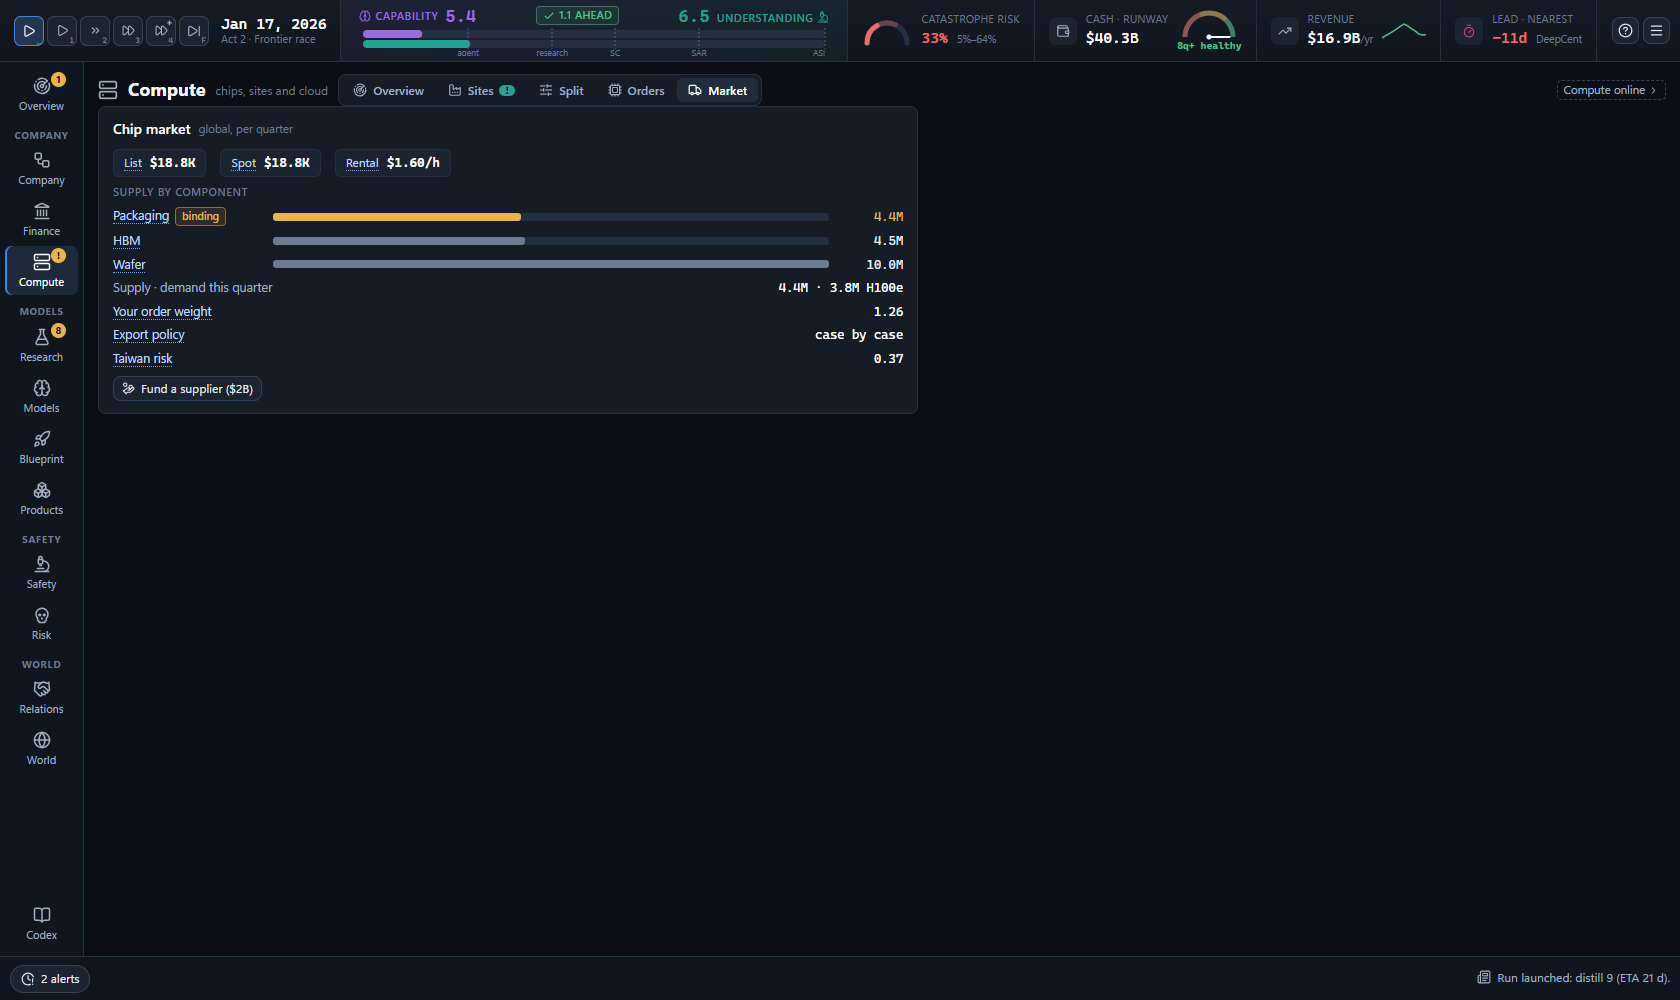 1
2
3
4
F
Jan 17, 2026
Act 2 · Frontier race
CAPABILITY 5.4
1.1 AHEAD
6.5 UNDERSTANDING
agent
research
SC
SAR
ASI
CATASTROPHE RISK
33% 5%–64%
CASH · RUNWAY
$40.3B
8q+ healthy
REVENUE
$16.9B/yr
LEAD · NEAREST
−11d DeepCent
1
Overview
COMPANY
Company
Finance
!
Compute
MODELS
8
Research
Models
Blueprint
Products
SAFETY
Safety
Risk
WORLD
Relations
World
Codex
Compute chips, sites and cloud
Overview
Sites !
Split
Orders
Market
Compute online ›
Chip market global, per quarter
List $18.8K
Spot $18.8K
Rental $1.60/h
SUPPLY BY COMPONENT
Packaging binding 4.4M
HBM 4.5M
Wafer 10.0M
Supply · demand this quarter 4.4M · 3.8M H100e
Your order weight 1.26
Export policy case by case
Taiwan risk 0.37
Fund a supplier ($2B)
2 alerts
Run launched: distill 9 (ETA 21 d).